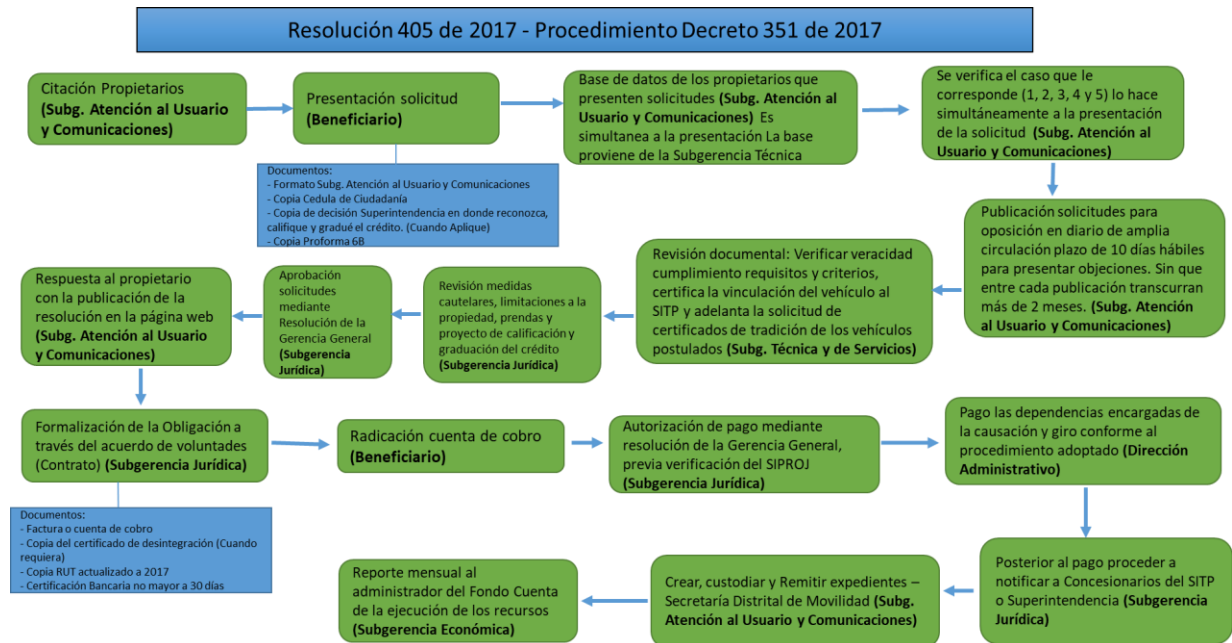 Resolución 405 de 2017 - Procedimiento Decreto 351 de 2017
Citación Propietarios
(Subg. Atención al Usuario
y Comunicaciones)
Presentación solicitud
(Beneficiario)
Base de datos de los propietarios que
presenten solicitudes (Subg. Atención al
Usuario y Comunicaciones) Es
simultanea a la presentación La base
proviene de la Subgerencia Técnica
Se verifica el caso que le
corresponde (1, 2, 3, 4 y 5) lo hace
simultáneamente a la presentación
de la solicitud (Subg. Atención al
Usuario y Comunicaciones)
Documentos:
- Formato Subg. Atención al Usuario y Comunicaciones
- Copia Cedula de Ciudadanía
- Copia de decisión Superintendencia en donde reconozca,
califique y gradué el crédito. (Cuando Aplique)
- Copia Proforma 6B
Publicación solicitudes para
oposición en diario de amplia
circulación plazo de 10 días hábiles
para presentar objeciones. Sin que
entre cada publicación transcurran
más de 2 meses. (Subg. Atención
al Usuario y Comunicaciones)
Revisión documental: Verificar veracidad
cumplimiento requisitos y criterios,
certifica la vinculación del vehículo al
SITP y adelanta la solicitud de
certificados de tradición de los vehículos
postulados (Subg. Técnica y de Servicios)
Revisión medidas
cautelares, limitaciones a la
propiedad, prendas y
proyecto de calificación y
graduación del crédito
(Subgerencia Jurídica)
Aprobación
solicitudes
mediante
Resolución de la
Gerencia General
(Subgerencia
Jurídica)
Respuesta al propietario
con la publicación de la
resolución en la página web
(Subg. Atención al Usuario
y Comunicaciones)
Formalización de la Obligación a
través del acuerdo de voluntades
(Contrato) (Subgerencia Jurídica)
Radicación cuenta de cobro
(Beneficiario)
Autorización de pago mediante
resolución de la Gerencia General,
previa verificación del SIPROJ
(Subgerencia Jurídica)
Pago las dependencias encargadas de
la causación y giro conforme al
procedimiento adoptado (Dirección
Administrativo)
Documentos:
- Factura o cuenta de cobro
- Copia del certificado de desintegración (Cuando
requiera)
- Copia RUT actualizado a 2017
- Certificación Bancaria no mayor a 30 días
Posterior al pago proceder a
notificar a Concesionarios del SITP
o Superintendencia (Subgerencia
Jurídica)
Crear, custodiar y Remitir expedientes –
Secretaría Distrital de Movilidad (Subg.
Atención al Usuario y Comunicaciones)
Reporte mensual al
administrador del Fondo Cuenta
de la ejecución de los recursos
(Subgerencia Económica)